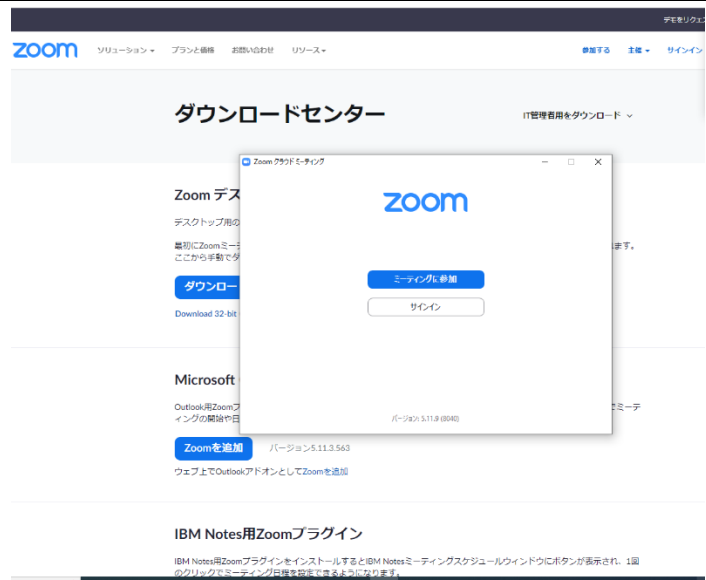 デモをリクエス
zoom ソリューション プランと価格 お問い合わせ リソース 参加する 主催 サインイン
ダウンロードセンター
IT管理者用をダウンロード
Zoom デス
デスクトップ用の
最初にZoomミーテ
ます。
ここから手動でダ
ダウンロー
Download 32-bit
Zoom クラウド ミーティング
zoom
ミーティングに参加
サインイン
バージョン: 5.11.9 (8040)
Microsoft
Outlook用Zoomプ
でミーテ
ィングの開始や日
Zoomを追加 バージョン5.11.3.563
ウェブ上でOutlookアドオンとしてZoomを追加
IBM Notes用Zoomプラグイン
IBM Notes用ZoomプラグインをインストールするとIBM Notesミーティングスケジュールウィンドウにボタンが表示され、1回
のクリックでミーティング日程を設定できるようになります。